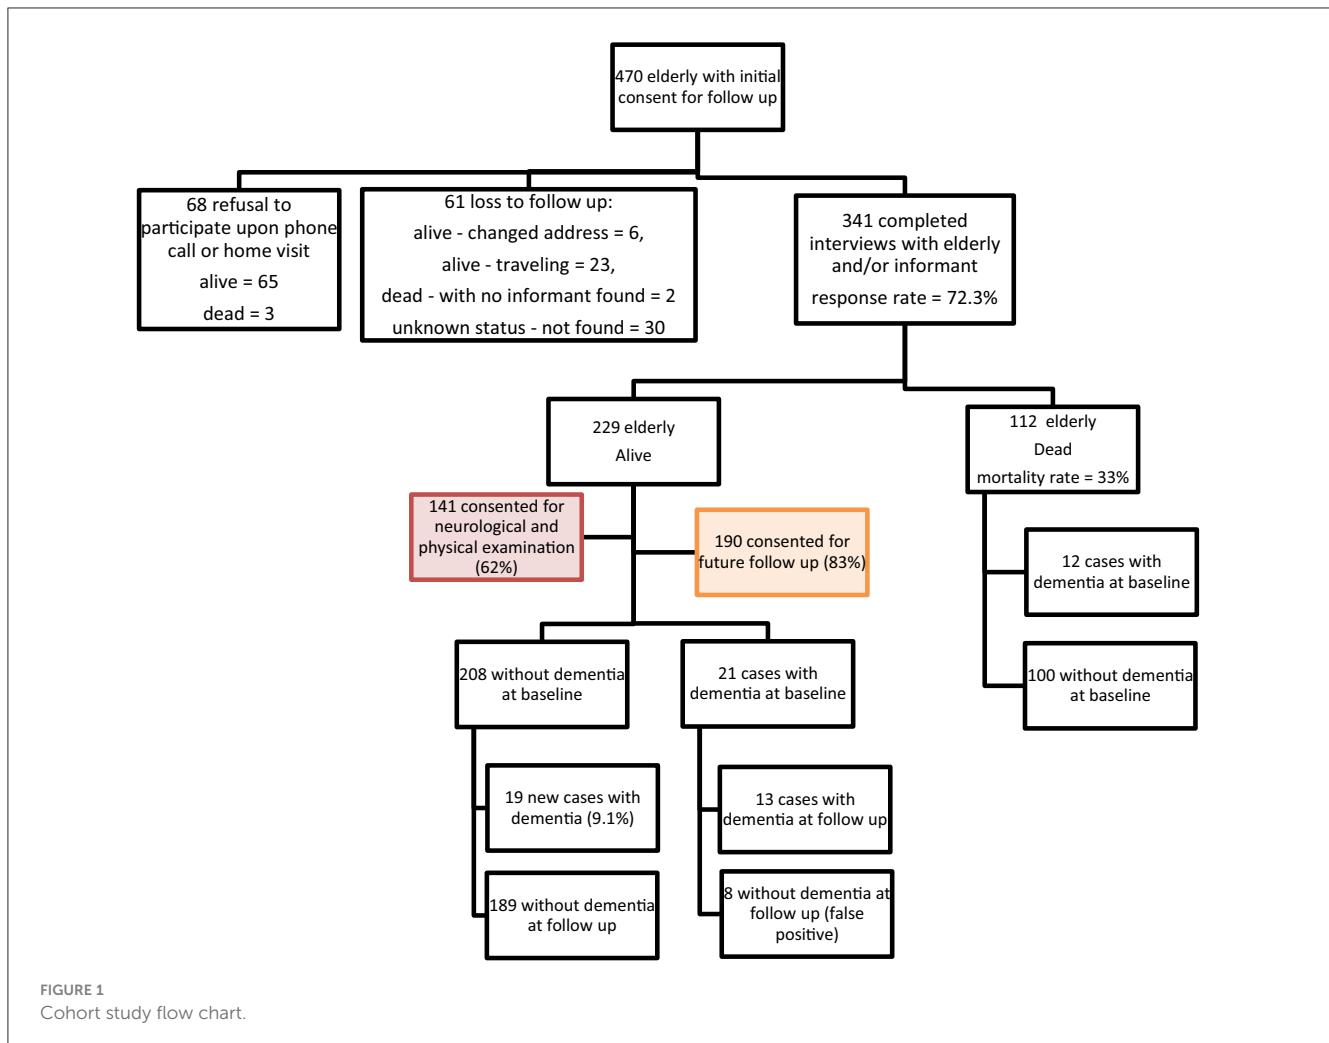 470 elderly with initial
consent for follow up
68 refusal to
participate upon phone
call or home visit
alive = 65
dead = 3
61 loss to follow up:
alive - changed address = 6,
alive - traveling = 23,
dead - with no informant found = 2
unknown status - not found = 30
341 completed
interviews with elderly
and/or informant
response rate = 72.3%
229 elderly
Alive
112 elderly
Dead
mortality rate = 33%
141 consented for
neurological and
physical examination
(62%)
190 consented for
future follow up (83%)
12 cases with
dementia at baseline
100 without dementia
at baseline
208 without dementia
at baseline
21 cases with
dementia at baseline
19 new cases with
dementia (9.1%)
189 without dementia
at follow up
13 cases with
dementia at follow up
8 without dementia at
follow up (false
positive)
FIGURE 1
Cohort study flow chart.